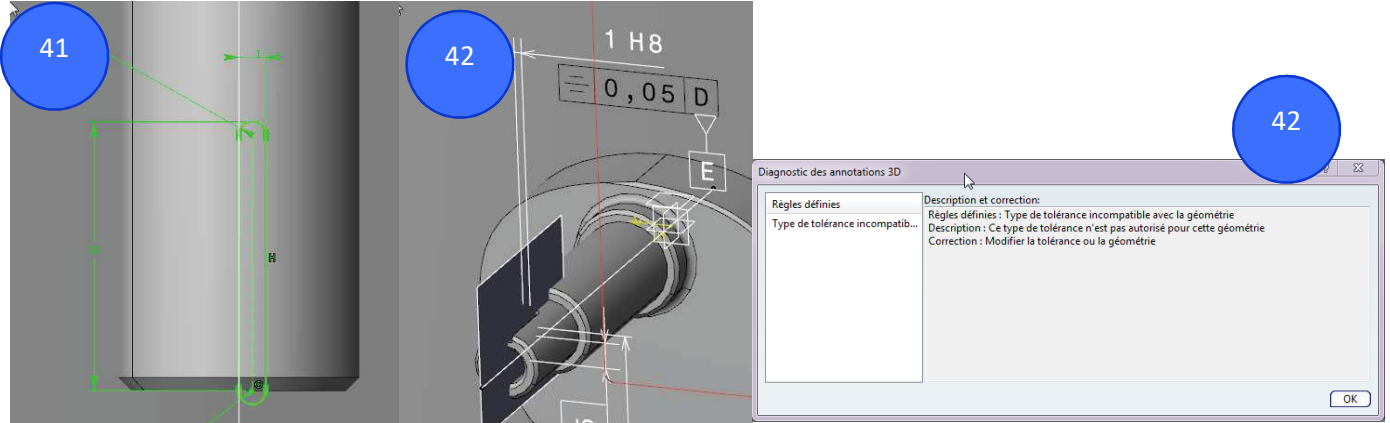 41
1
H
42
1 H8
0,05 D
E
42
Diagnostic des annotations 3D
Règles définies
Type de tolérance incompatib...
Description et correction:
Règles définies : Type de tolérance incompatible avec la géométrie
Description : Ce type de tolérance n'est pas autorisé pour cette géométrie
Correction : Modifier la tolérance ou la géométrie
OK